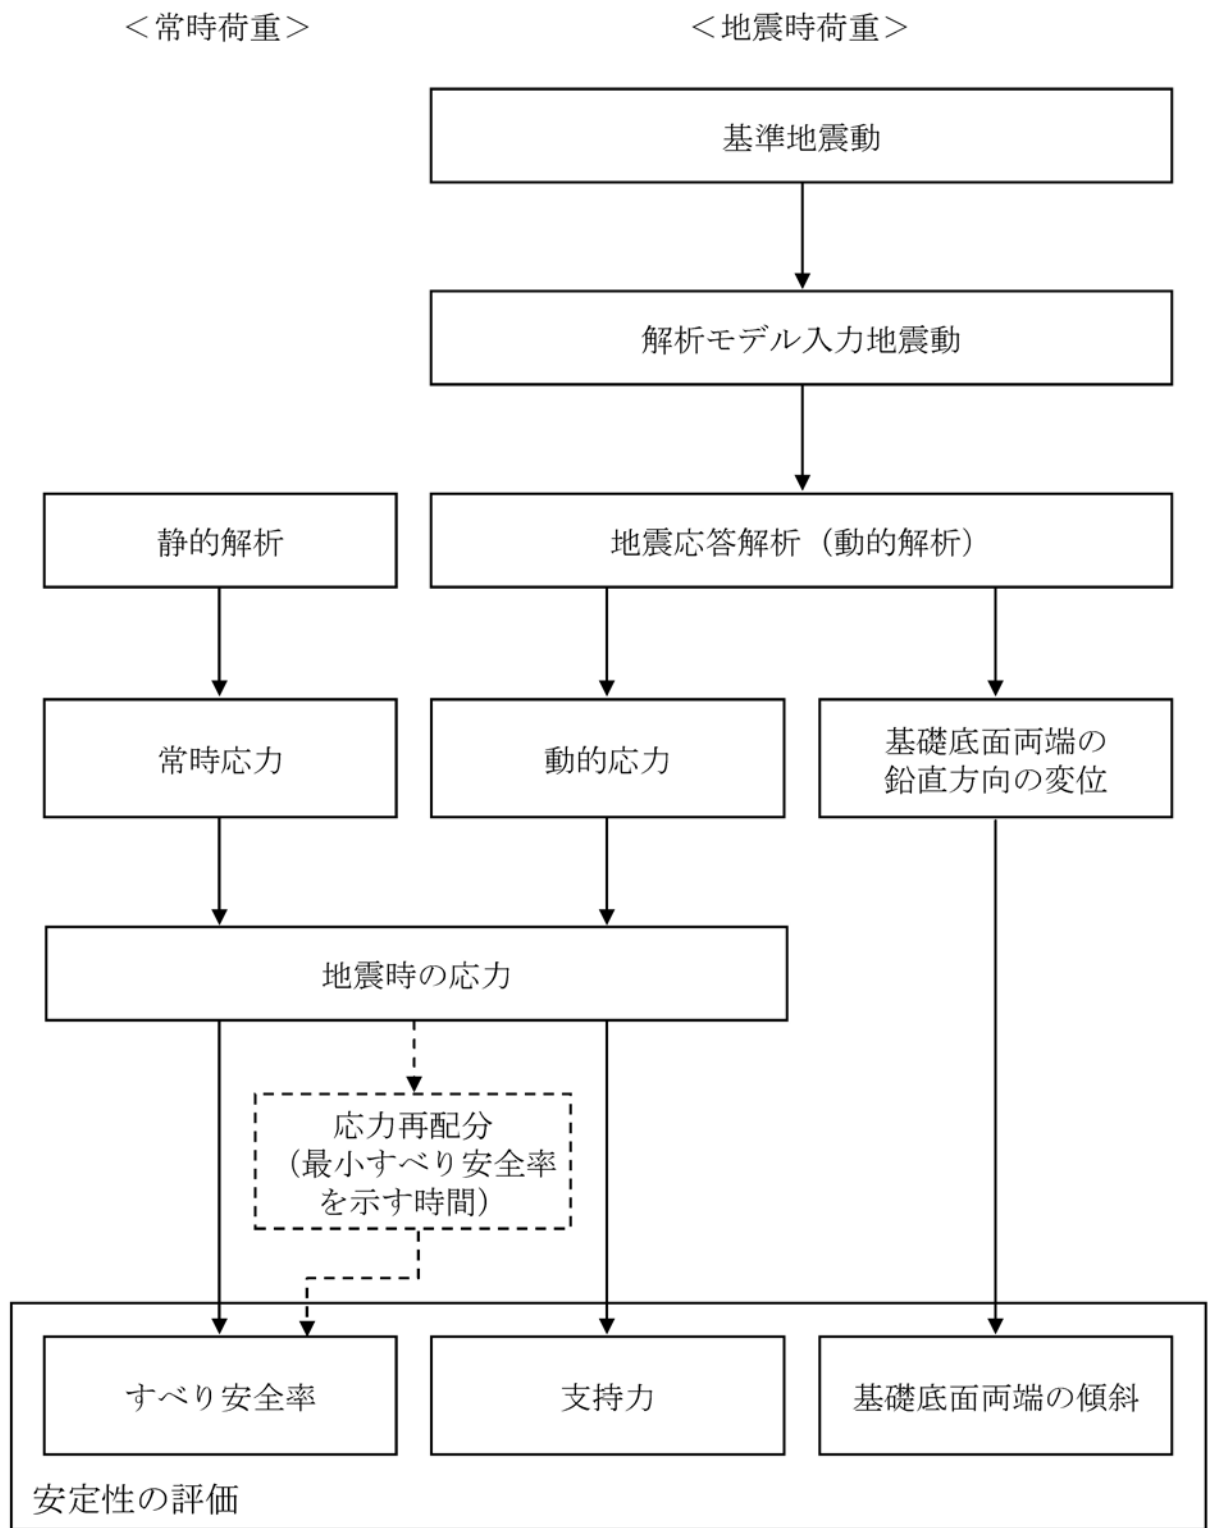 ＜常時荷重＞
＜地震時荷重＞
基準地震動
解析モデル入力地震動
静的解析
地震応答解析（動的解析）
常時応力
動的応力
基礎底面両端の
鉛直方向の変位
地震時の応力
応力再配分
（最小すべり安全率
を示す時間）
すべり安全率
支持力
基礎底面両端の傾斜
安定性の評価